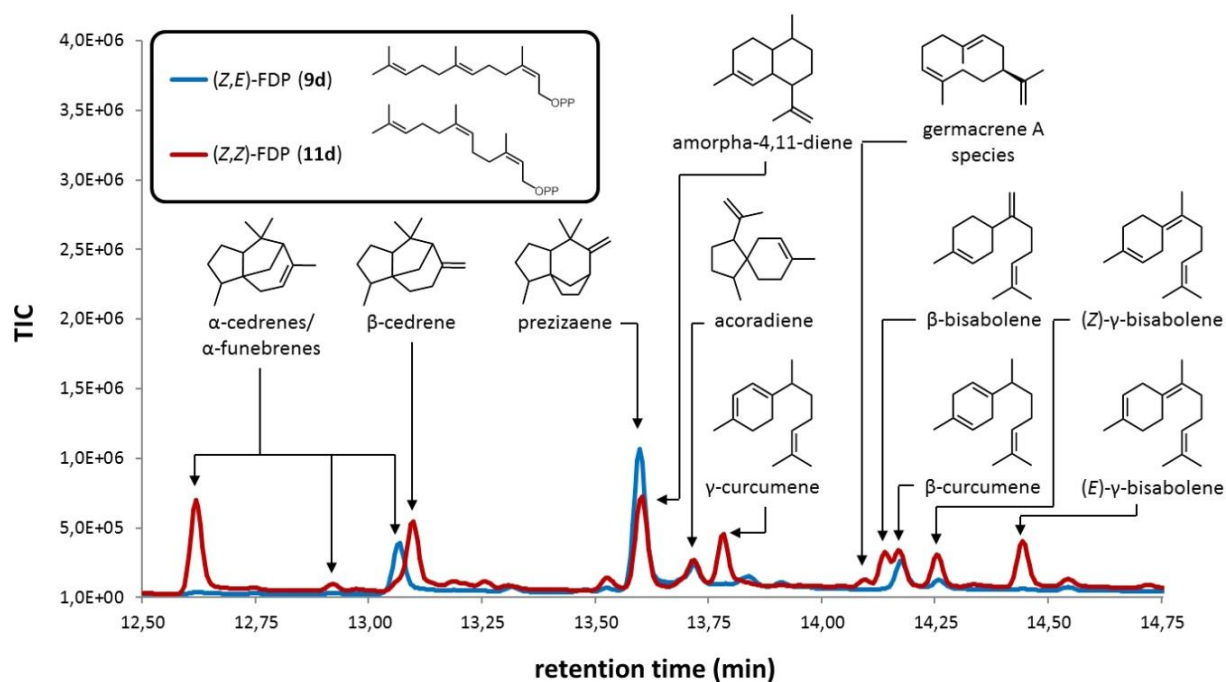 4,0E+06
3,5E+06
3,0E+06
2,5E+06
2,0E+06
1,5E+06
1,0E+06
5,0E+05
1,0E+00
TIC
(Z,E)-FDP (9d)
OPP
(Z,Z)-FDP (11d)
OPP
amorpha-4,11-diene
germacrene A
species
α-cedrenes/
α-funebrenes
β-cedrene
prezizaene
acoradiene
β-bisabolene
(Z)-γ-bisabolene
γ-curcumene
β-curcumene
(E)-γ-bisabolene
12,50
12,75
13,00
13,25
13,50
13,75
14,00
14,25
14,50
14,75
retention time (min)